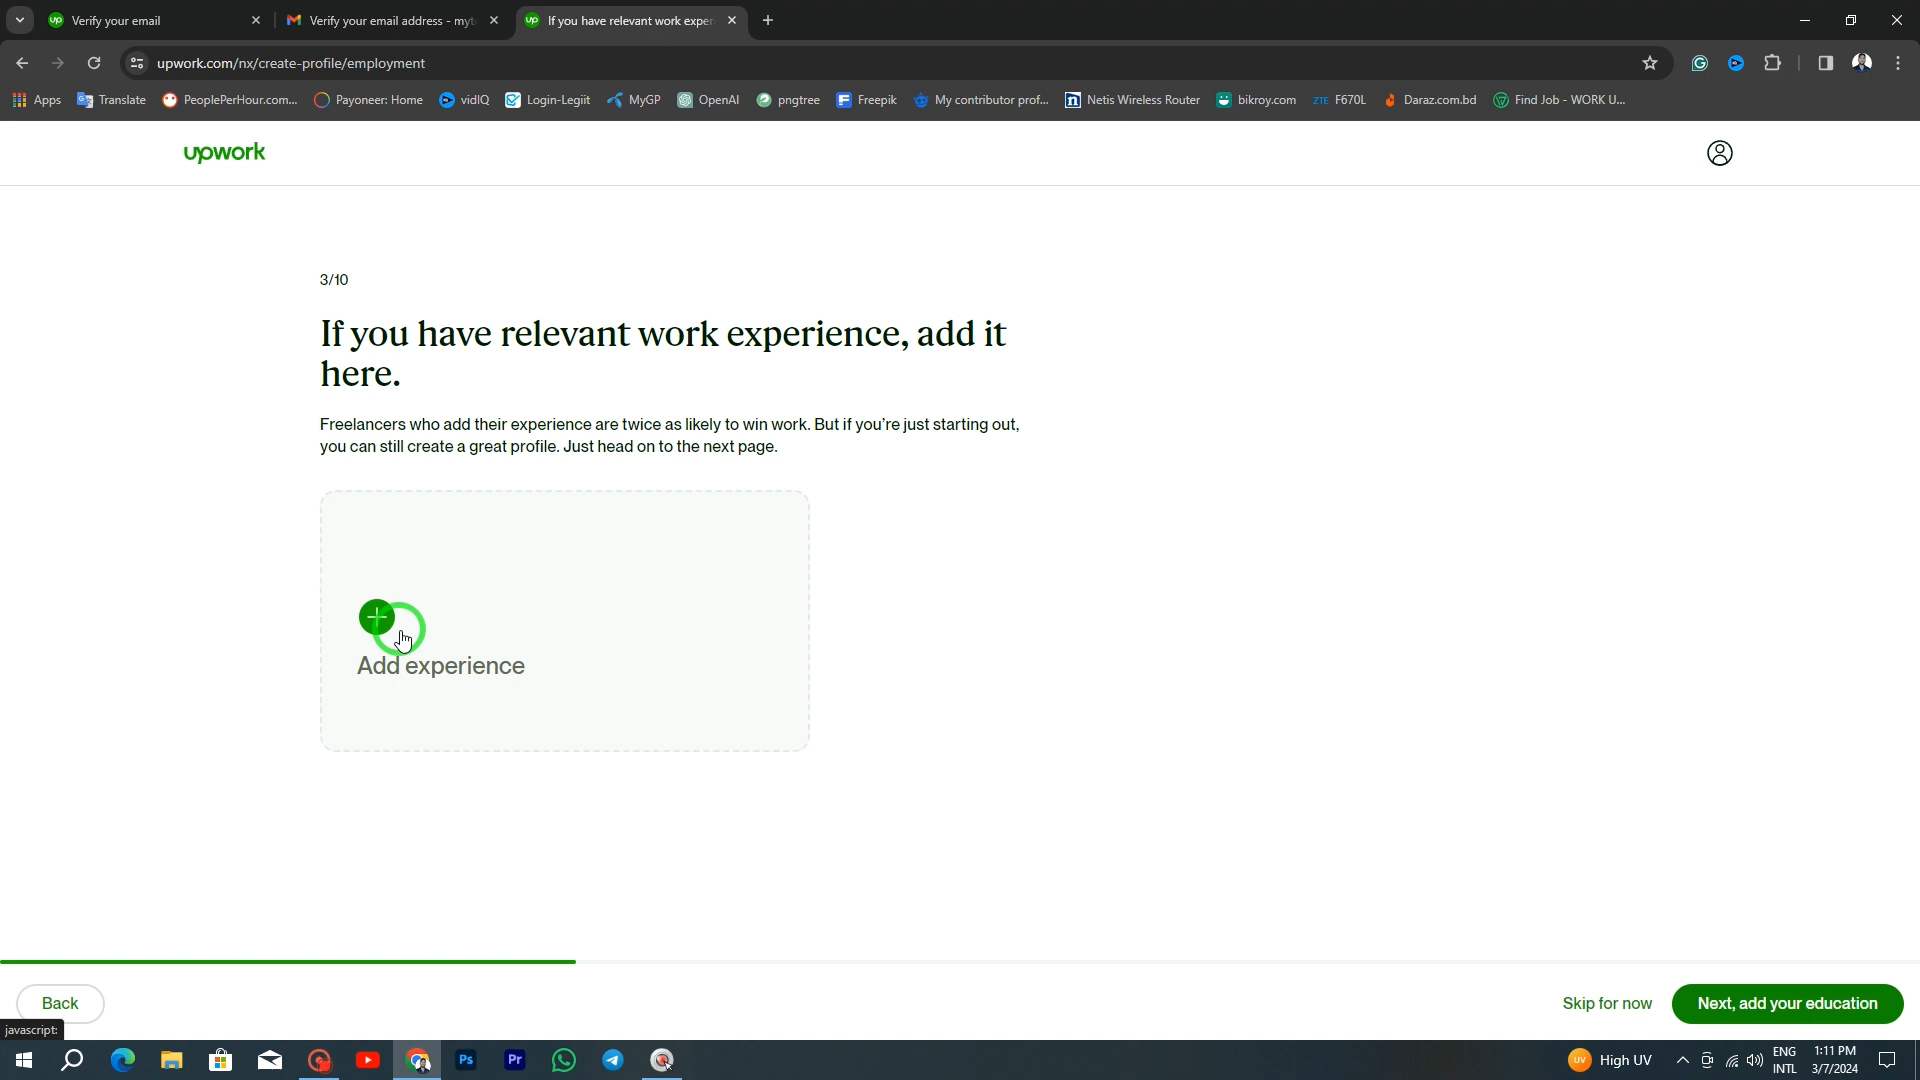 Verify your email
Verify your email address - myt
If you have relevant work exper
upwork.com/nx/create-profile/employment
Apps
Translate
PeoplePerHour.com...
Payoneer: Home
vidIQ
Login-Legiit
MyGP
OpenAI
pngtree
Freepik
My contributor prof...
Netis Wireless Router
bikroy.com
ZTE F670L
Daraz.com.bd
Find Job - WORK U...
upwork
3/10
If you have relevant work experience, add it
here.
Freelancers who add their experience are twice as likely to win work. But if you're just starting out,
you can still create a great profile. Just head on to the next page.
Add experience
Back
Skip for now
Next, add your education
javascript:
Ps
Pr
UV
High UV
ENG
INTL
1:11 PM
3/7/2024